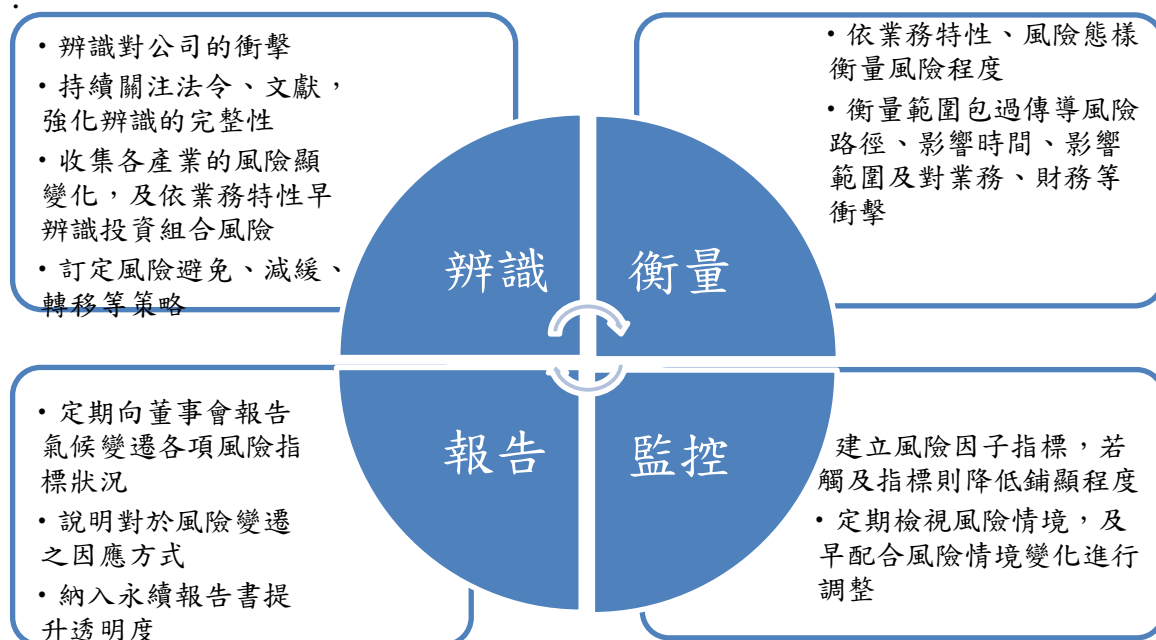 ・辨識對公司的衝擊
・持續關注法令、文獻，
強化辨識的完整性
・收集各產業的風險顯
變化，及依業務特性早
辨識投資組合風險
・訂定風險避免、減緩、
轉移等策略
・依業務特性、風險態樣
衡量風險程度
・衡量範圍包過傳導風險
路徑、影響時間、影響
範圍及對業務、財務等
衝擊
辨識
衡量
報告
監控
・定期向董事會報告
氣候變遷各項風險指
標狀況
・說明對於風險變遷
之因應方式
・納入永續報告書提
升透明度
建立風險因子指標，若
觸及指標則降低鋪顯程度
・定期檢視風險情境，及
早配合風險情境變化進行
調整